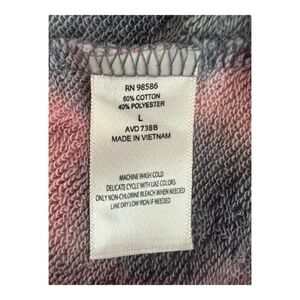 RN 98586
60% COTTON
40% POLYESTER
L
AVD 738B
MADE IN VIETNAM
MACHINE WASH COLD
DELICATE CYCLE WITH LIKE COLORS
ONLY NON-CHLORINE BLEACH WHEN NEEDED
LINE DRY LOW IRON IF NEEDED